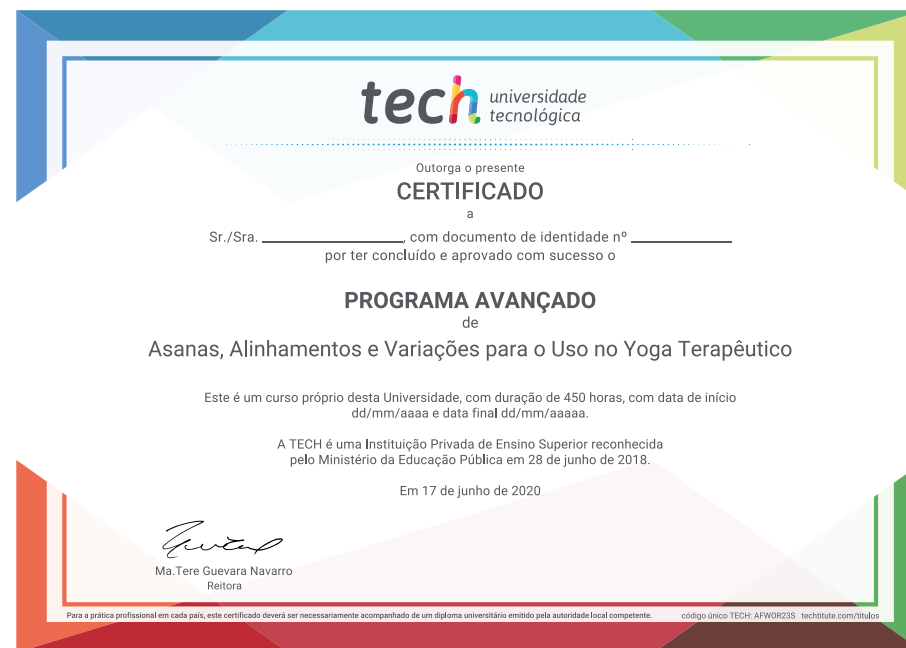 tech universidade
tecnológica
Outorga o presente
CERTIFICADO
a
Sr./Sra. ____________________, com documento de identidade nº ______________
por ter concluído e aprovado com sucesso o
PROGRAMA AVANÇADO
de
Asanas, Alinhamentos e Variações para o Uso no Yoga Terapêutico
Este é um curso próprio desta Universidade, com duração de 450 horas, com data de início
dd/mm/aaaa e data final dd/mm/aaaaa.
A TECH é uma Instituição Privada de Ensino Superior reconhecida
pelo Ministério da Educação Pública em 28 de junho de 2018.
Em 17 de junho de 2020
Ma.Tere Guevara Navarro
Reitora
Para a prática profissional em cada país, este certificado deverá ser necessariamente acompanhado de um diploma universitário emitido pela autoridade local competente. código único TECH: AFWOR23S techtitute.com/titulos